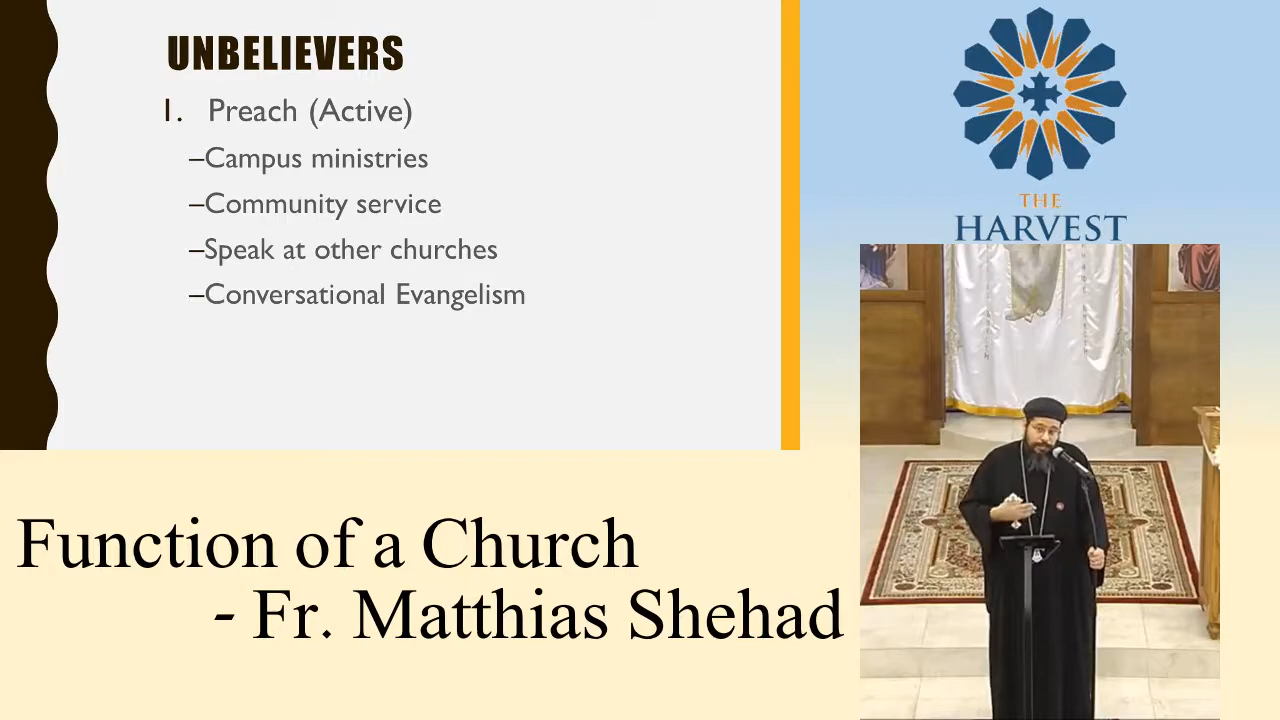 UNBELIEVERS
1. Preach (Active)
–Campus ministries
–Community service
–Speak at other churches
–Conversational Evangelism
THE
HARVEST
Function of a Church
- Fr. Matthias Shehad